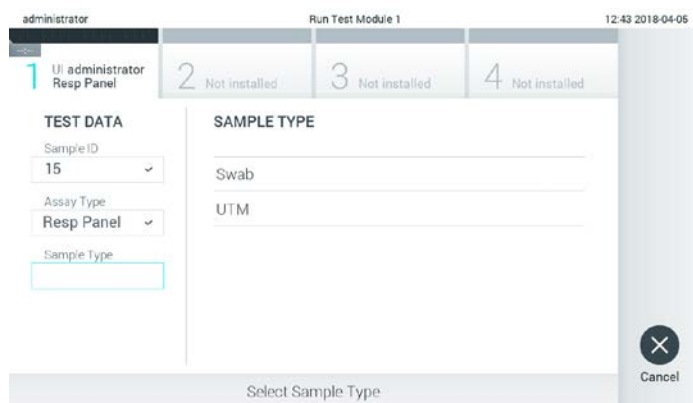 administrator Run Test Module 1 12:43 2018-04-05
1 UI administrator 2 Not installed 3 Not installed 4 Not installed
Resp Panel
TEST DATA
Sample ID
15
Assay Type
Resp Panel
Sample Type
SAMPLE TYPE
Swab
UTM
Select Sample Type
Cancel